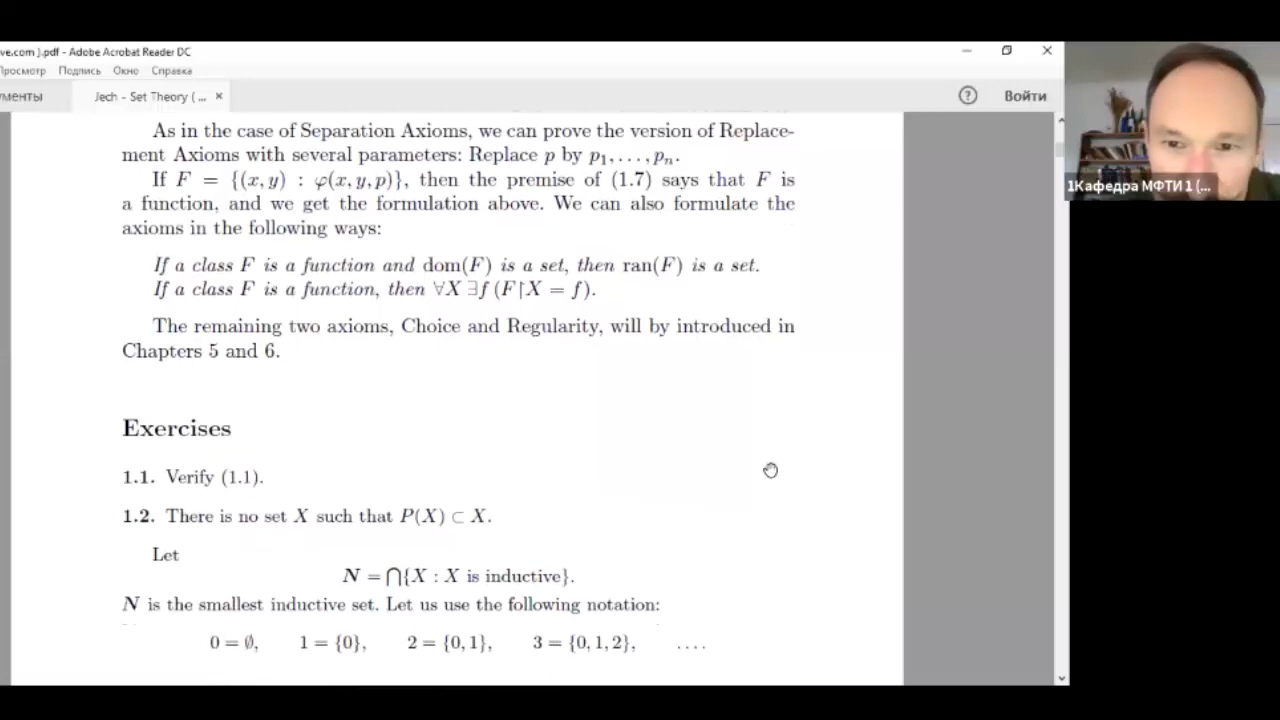 ve.com ).pdf - Adobe Acrobat Reader DC
Просмотр Подпись Окно Справка
ументы Jech - Set Theory ( ... × ? Войти
As in the case of Separation Axioms, we can prove the version of Replace-
ment Axioms with several parameters: Replace p by p₁, . . . , pₙ.
If F = {(x, y) : φ(x, y, p)}, then the premise of (1.7) says that F is
a function, and we get the formulation above. We can also formulate the
axioms in the following ways:
If a class F is a function and dom(F) is a set, then ran(F) is a set.
If a class F is a function, then ∀X ∃f (F↾X = f).
The remaining two axioms, Choice and Regularity, will by introduced in
Chapters 5 and 6.
Exercises
1.1. Verify (1.1).
1.2. There is no set X such that P(X) ⊂ X.
Let
N = ⋂{X : X is inductive}.
N is the smallest inductive set. Let us use the following notation:
0 = ∅, 1 = {0}, 2 = {0, 1}, 3 = {0, 1, 2}, . . . .
1Кафедра МФТИ 1 (...